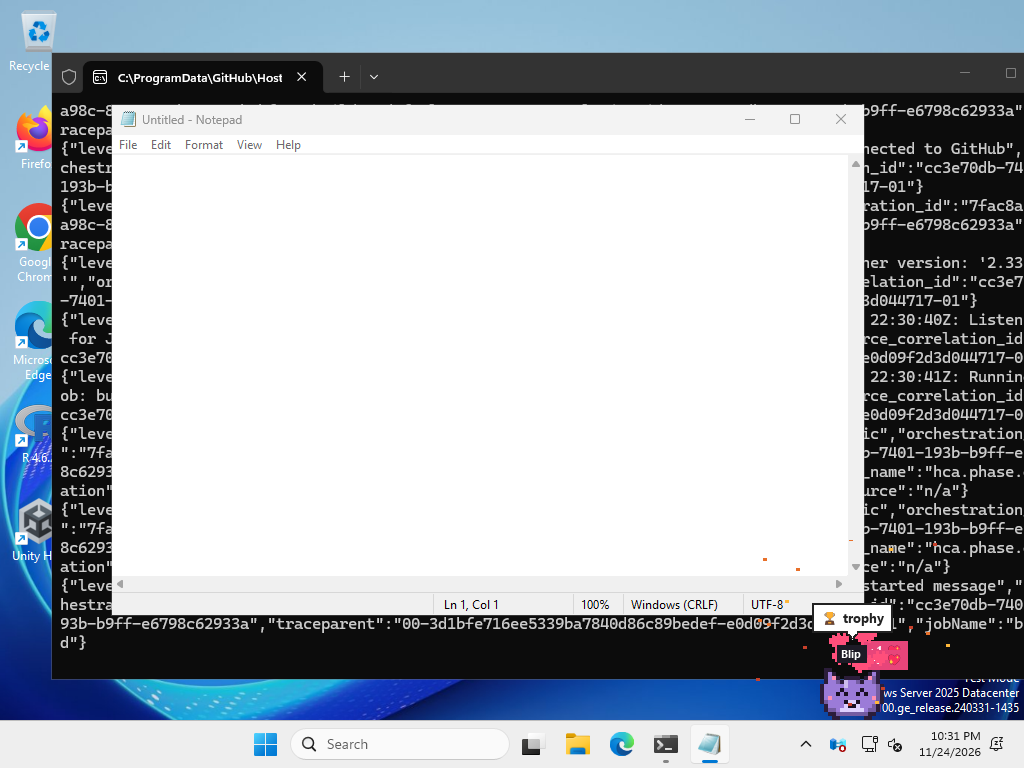 Recycle
Firefo
Googl
Chrom
Micros
Edge
R 4.6.
Unity H
C:\ProgramData\GitHub\Host
Untitled - Notepad
File Edit Format View Help
b9ff-e6798c62933a"
racepa
{"leve
nected to GitHub",
chestr
n_id":"cc3e70db-74
193b-b
17-01"}
{"leve
ration_id":"7fac8a
a98c-8
b9ff-e6798c62933a"
racepa
{"leve
ner version: '2.33
'","or
elation_id":"cc3e7
-7401-
3d044717-01"}
{"leve
22:30:40Z: Listen
for J
rce_correlation_id
cc3e70
e0d09f2d3d044717-0
{"leve
22:30:41Z: Runnin
ob: bu
rce_correlation_id
cc3e70
e0d09f2d3d044717-0
{"leve
ic","orchestration
":"7fa
b-7401-193b-b9ff-e
8c6293
_name":"hca.phase.
ation"
urce":"n/a"}
{"leve
ic","orchestration
":"7fa
b-7401-193b-b9ff-e
8c6293
_name":"hca.phase.
ation"
ce":"n/a"}
{"leve
started message","
hestra
id":"cc3e70db-740
93b-b9ff-e6798c62933a","traceparent":"00-3d1bfe716ee5339ba7840d86c89bedef-e0d09f2d3d
","jobName":"b
d"}
Ln 1, Col 1 100% Windows (CRLF) UTF-8
trophy
Blip
Test Mode
ws Server 2025 Datacenter
00.ge_release.240331-1435
Search
10:31 PM
11/24/2026